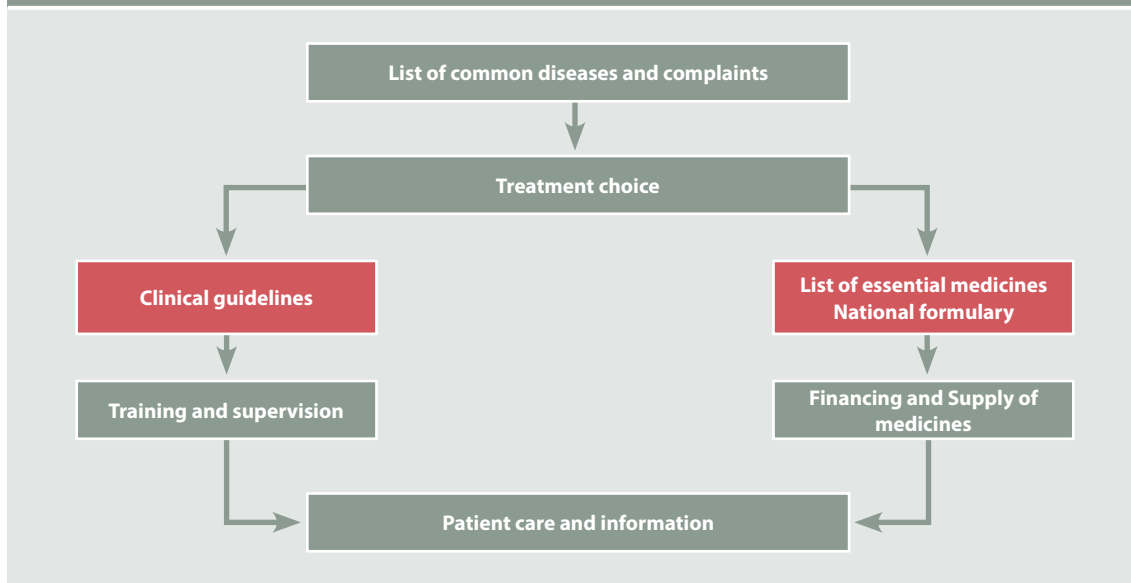 List of common diseases and complaints
Treatment choice
Clinical guidelines
List of essential medicines
National formulary
Training and supervision
Financing and Supply of
medicines
Patient care and information